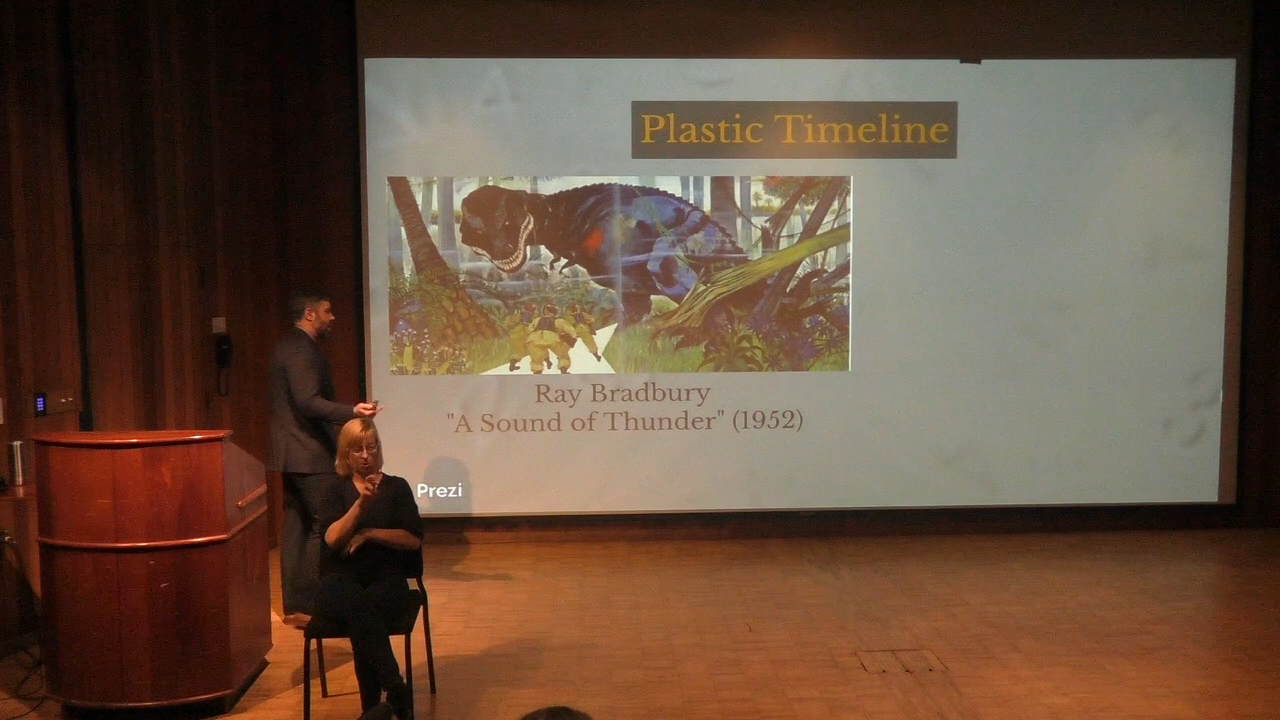 Plastic Timeline
Ray Bradbury
"A Sound of Thunder" (1952)
Prezi